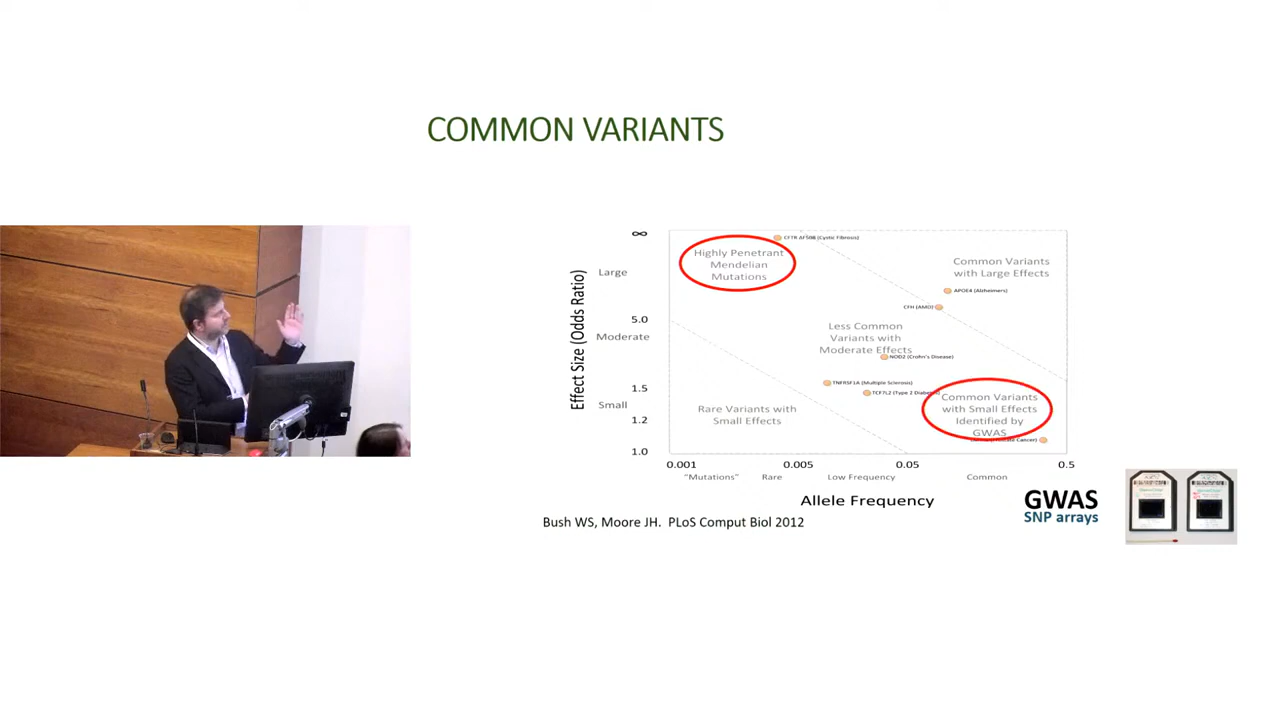 COMMON VARIANTS
∞
CFTR ΔF508 (Cystic Fibrosis)
Highly Penetrant
Mendelian
Mutations
Common Variants
with Large Effects
Large
APOE4 (Alzheimers)
CFH (AMD)
5.0
Less Common
Variants with
Moderate Effects
Moderate
NOD2 (Crohn's Disease)
Effect Size (Odds Ratio)
TNFRSF1A (Multiple Sclerosis)
1.5
TCF7L2 (Type 2
Common Variants
with Small Effects
Identified by
GWAS
Small
Rare Variants with
Small Effects
1.2
Cancer)
1.0
0.001
0.005
0.05
0.5
"Mutations"
Rare
Low Frequency
Common
Allele Frequency
GWAS
SNP arrays
Bush WS, Moore JH. PLoS Comput Biol 2012